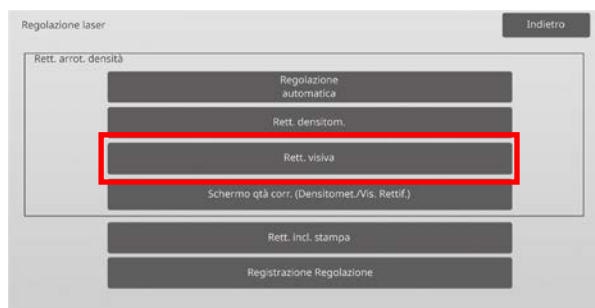 Regolazione laser
Indietro
Rett. arrot. densità
Regolazione
automatica
Rett. densitom.
Rett. visiva
Schermo qtà corr. (Densitomet./Vis. Rettif.)
Rett. incl. stampa
Registrazione Regolazione